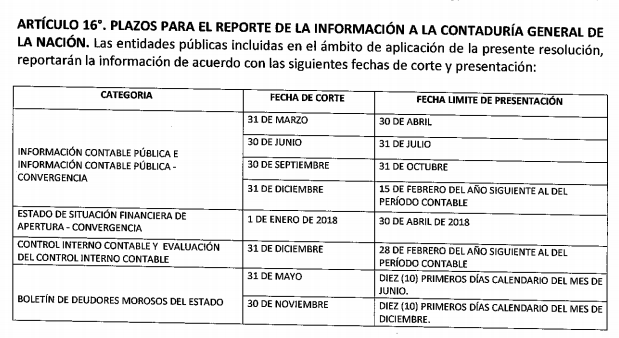 ARTÍCULO 16°. PLAZOS PARA EL REPORTE DE LA INFORMACIÓN A LA CONTADURÍA GENERAL DE
LA NACIÓN. Las entidades públicas incluidas en el ámbito de aplicación de la presente resolución,
reportarán la información de acuerdo con las siguientes fechas de corte y presentación:
CATEGORIA FECHA DE CORTE FECHA LIMITE DE PRESENTACIÓN
INFORMACIÓN CONTABLE PÚBLICA E
INFORMACIÓN CONTABLE PÚBLICA -
CONVERGENCIA
31 DE MARZO 30 DE ABRIL
30 DE JUNIO 31 DE JULIO
30 DE SEPTIEMBRE 31 DE OCTUBRE
31 DE DICIEMBRE 15 DE FEBRERO DEL AÑO SIGUIENTE AL DEL
PERÍODO CONTABLE
ESTADO DE SITUACIÓN FINANCIERA DE
APERTURA - CONVERGENCIA
1 DE ENERO DE 2018 30 DE ABRIL DE 2018
CONTROL INTERNO CONTABLE Y EVALUACIÓN
DEL CONTROL INTERNO CONTABLE
31 DE DICIEMBRE 28 DE FEBRERO DEL AÑO SIGUIENTE AL DEL
PERÍODO CONTABLE
BOLETÍN DE DEUDORES MOROSOS DEL ESTADO
31 DE MAYO DIEZ (10) PRIMEROS DÍAS CALENDARIO DEL MES DE
JUNIO.
30 DE NOVIEMBRE DIEZ (10) PRIMEROS DÍAS CALENDARIO DEL MES DE
DICIEMBRE.